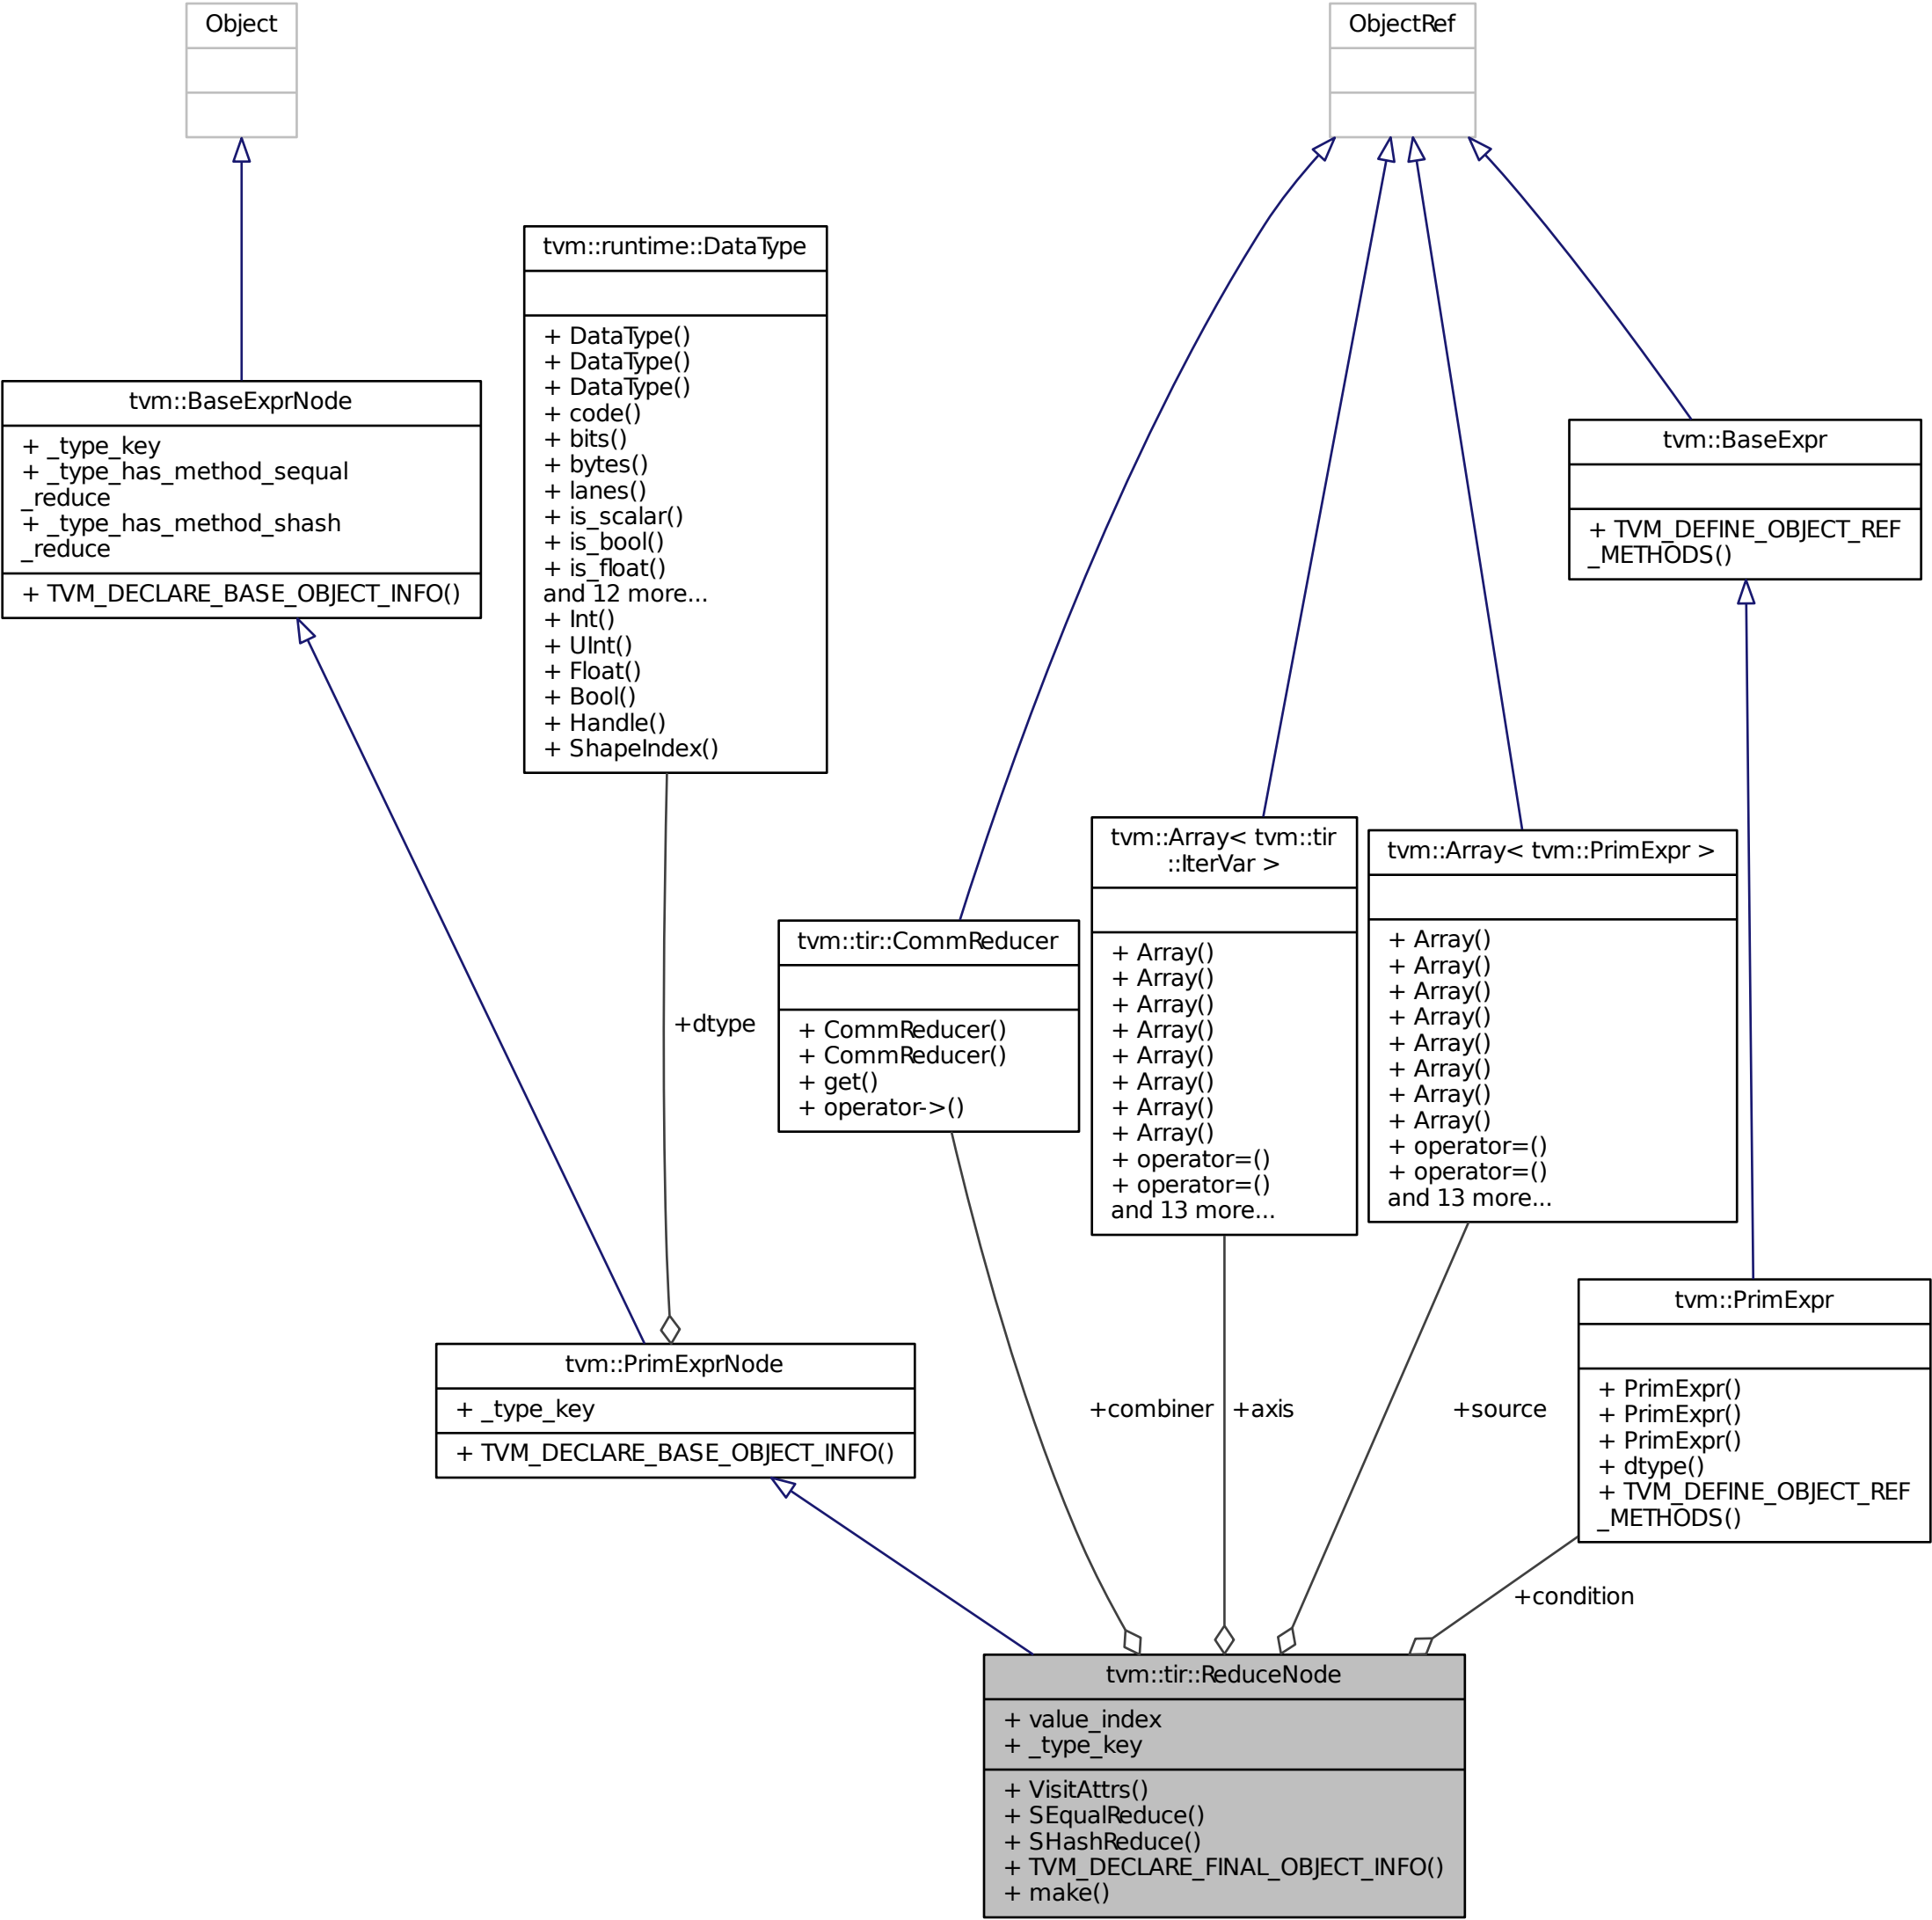 Object
ObjectRef
tvm::runtime::DataType
+ DataType()
+ DataType()
+ DataType()
+ code()
+ bits()
+ bytes()
+ lanes()
+ is_scalar()
+ is_bool()
+ is_float()
and 12 more...
+ Int()
+ UInt()
+ Float()
+ Bool()
+ Handle()
+ ShapeIndex()
tvm::BaseExprNode
+ _type_key
+ _type_has_method_sequal
_reduce
+ _type_has_method_shash
_reduce
+ TVM_DECLARE_BASE_OBJECT_INFO()
tvm::BaseExpr
+ TVM_DEFINE_OBJECT_REF
_METHODS()
tvm::Array< tvm::tir
::IterVar >
+ Array()
+ Array()
+ Array()
+ Array()
+ Array()
+ Array()
+ Array()
+ Array()
+ operator=()
+ operator=()
and 13 more...
tvm::Array< tvm::PrimExpr >
+ Array()
+ Array()
+ Array()
+ Array()
+ Array()
+ Array()
+ Array()
+ Array()
+ operator=()
+ operator=()
and 13 more...
tvm::tir::CommReducer
+ CommReducer()
+ CommReducer()
+ get()
+ operator->()
+dtype
tvm::PrimExpr
+ PrimExpr()
+ PrimExpr()
+ PrimExpr()
+ dtype()
+ TVM_DEFINE_OBJECT_REF
_METHODS()
tvm::PrimExprNode
+ _type_key
+ TVM_DECLARE_BASE_OBJECT_INFO()
+combiner
+axis
+source
+condition
tvm::tir::ReduceNode
+ value_index
+ _type_key
+ VisitAttrs()
+ SEqualReduce()
+ SHashReduce()
+ TVM_DECLARE_FINAL_OBJECT_INFO()
+ make()